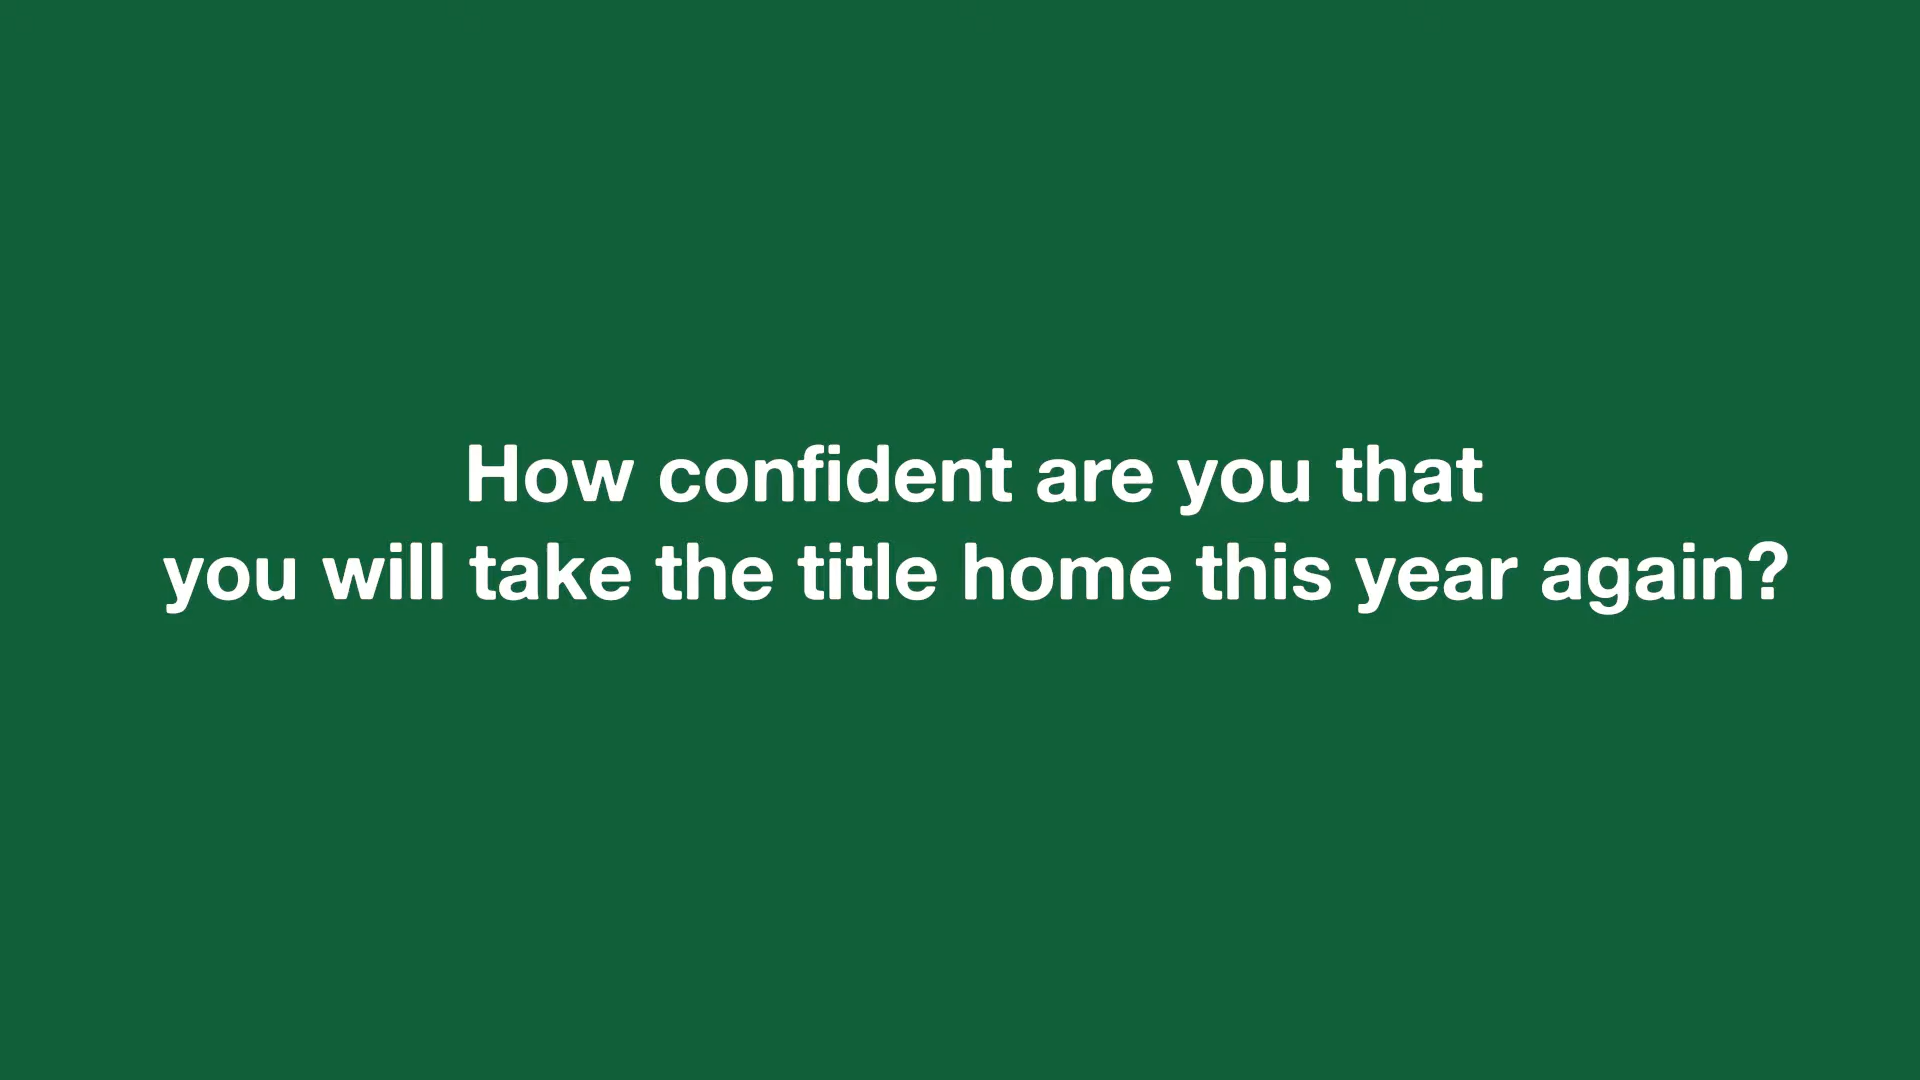 How confident are you that
you will take the title home this year again?